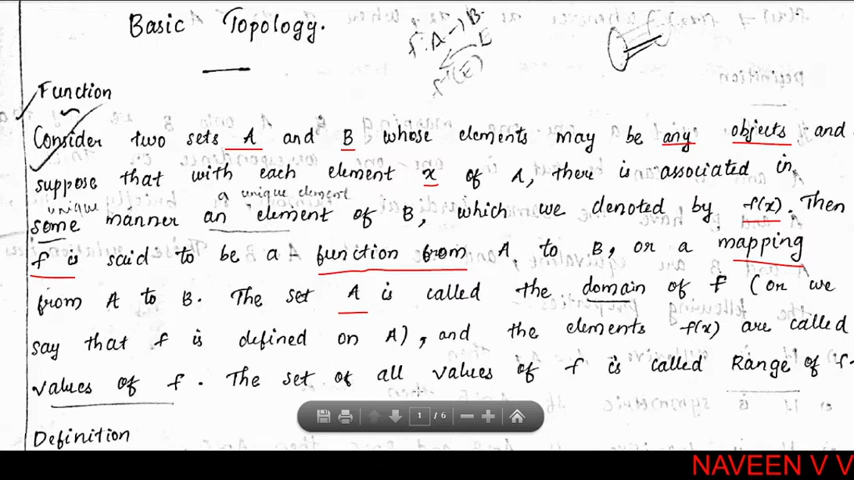 Basic Topology.
f: A → B
E
f⁻¹(E)
Function
Consider two sets A and B whose elements may be any objects and
suppose that with each element x of A, there is associated in
unique a unique element
some manner an element of B, which we denoted by f(x). Then
f is said to be a function from A to B, or a mapping
from A to B. The set A is called the domain of f (or we
say that f is defined on A), and the elements f(x) are called
values of f. The set of all values of f is called Range of f.
Definition
1 / 6
NAVEEN V V